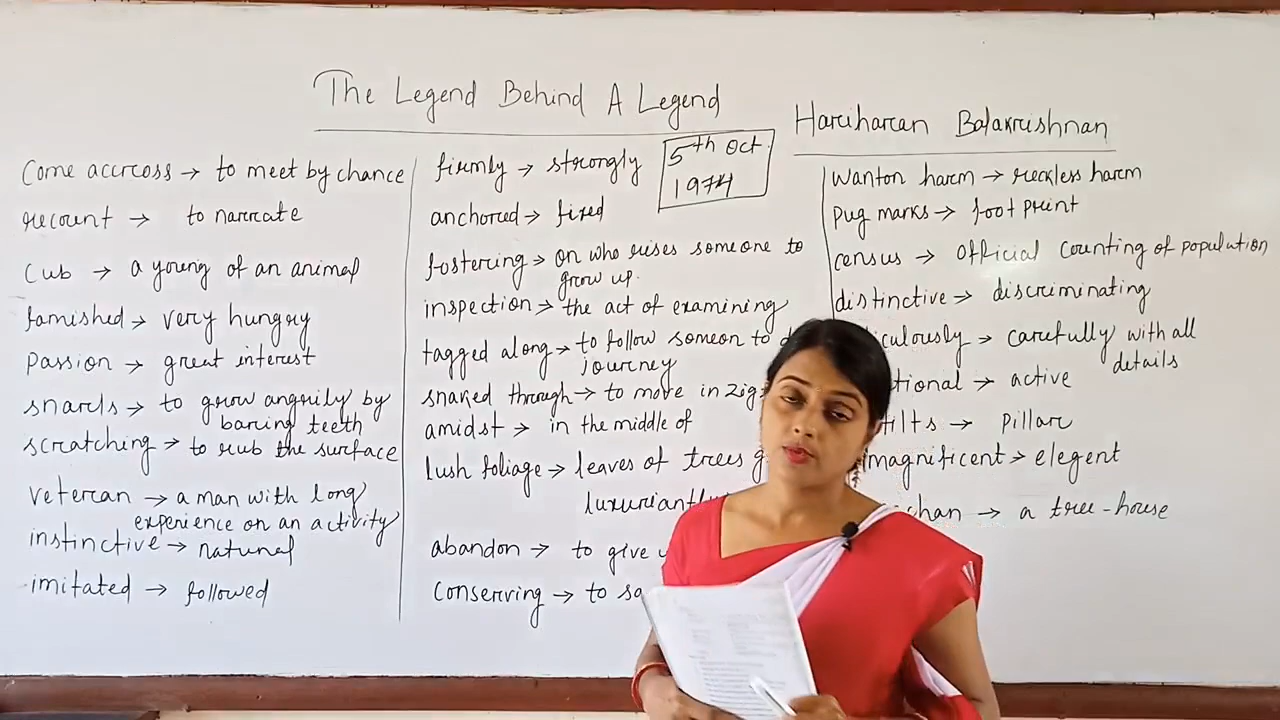 The Legend Behind A Legend
Hariharan Balakrishnan
5th Oct.
1974
Come accross → to meet by chance
recount → to narrate
Cub → a young of an animal
famished → very hungry
Passion → great interest
snarls → to grow angrily by
baring teeth
scratching → to rub the surface
veteran → a man with long
experience on an activity
instinctive → natural
imitated → followed
firmly → strongly
anchored → fixed
fostering → on who rises someone to
grow up.
inspection → the act of examining
tagged along → to follow someon to
journey
snaked through → to move in
amidst → in the middle of
lush foliage → leaves of trees
abandon → to give
conserving → to
wanton harm → reckless harm
pug marks → foot print
census → official counting of population
distinctive → discriminating
→ carefully with all
details
→ active
→ pillar
magnificent → elegent
→ a tree-house